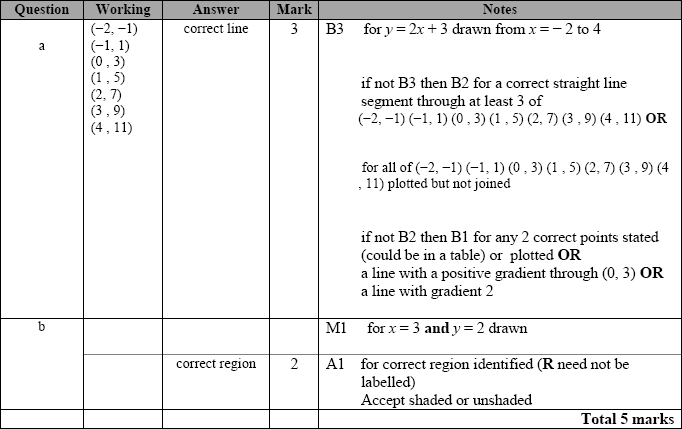 Question Working Answer Mark Notes
a (−2, −1) correct line 3 B3 for y = 2x + 3 drawn from x = − 2 to 4
(−1, 1)
(0 , 3)
(1 , 5)
(2, 7)
(3 , 9)
(4 , 11)
if not B3 then B2 for a correct straight line
segment through at least 3 of
(−2, −1) (−1, 1) (0 , 3) (1 , 5) (2, 7) (3 , 9) (4 , 11) OR
for all of (−2, −1) (−1, 1) (0 , 3) (1 , 5) (2, 7) (3 , 9) (4
, 11) plotted but not joined
if not B2 then B1 for any 2 correct points stated
(could be in a table) or plotted OR
a line with a positive gradient through (0, 3) OR
a line with gradient 2
b M1 for x = 3 and y = 2 drawn
correct region 2 A1 for correct region identified (R need not be
labelled)
Accept shaded or unshaded
Total 5 marks